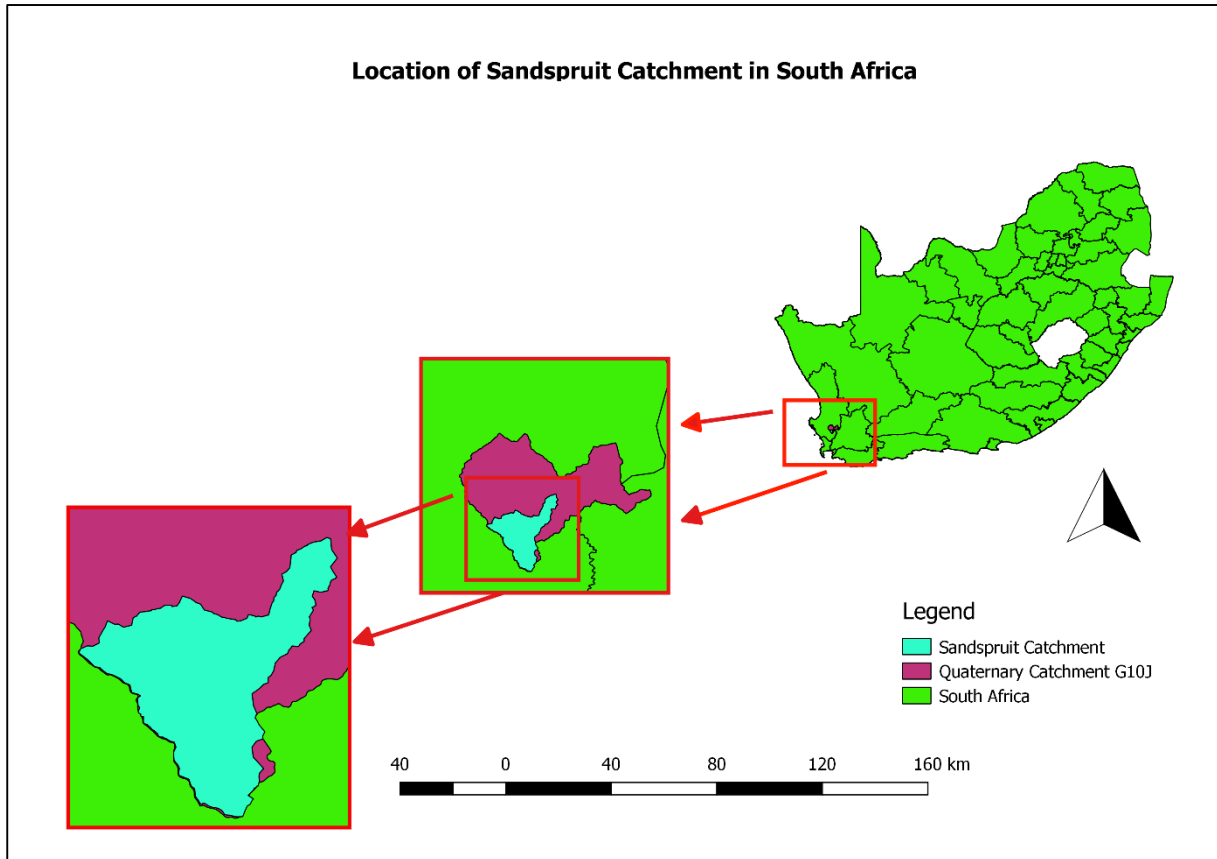 Location of Sandspruit Catchment in South Africa
Legend
Sandspruit Catchment
Quaternary Catchment G10J
South Africa
40 0 40 80 120 160 km